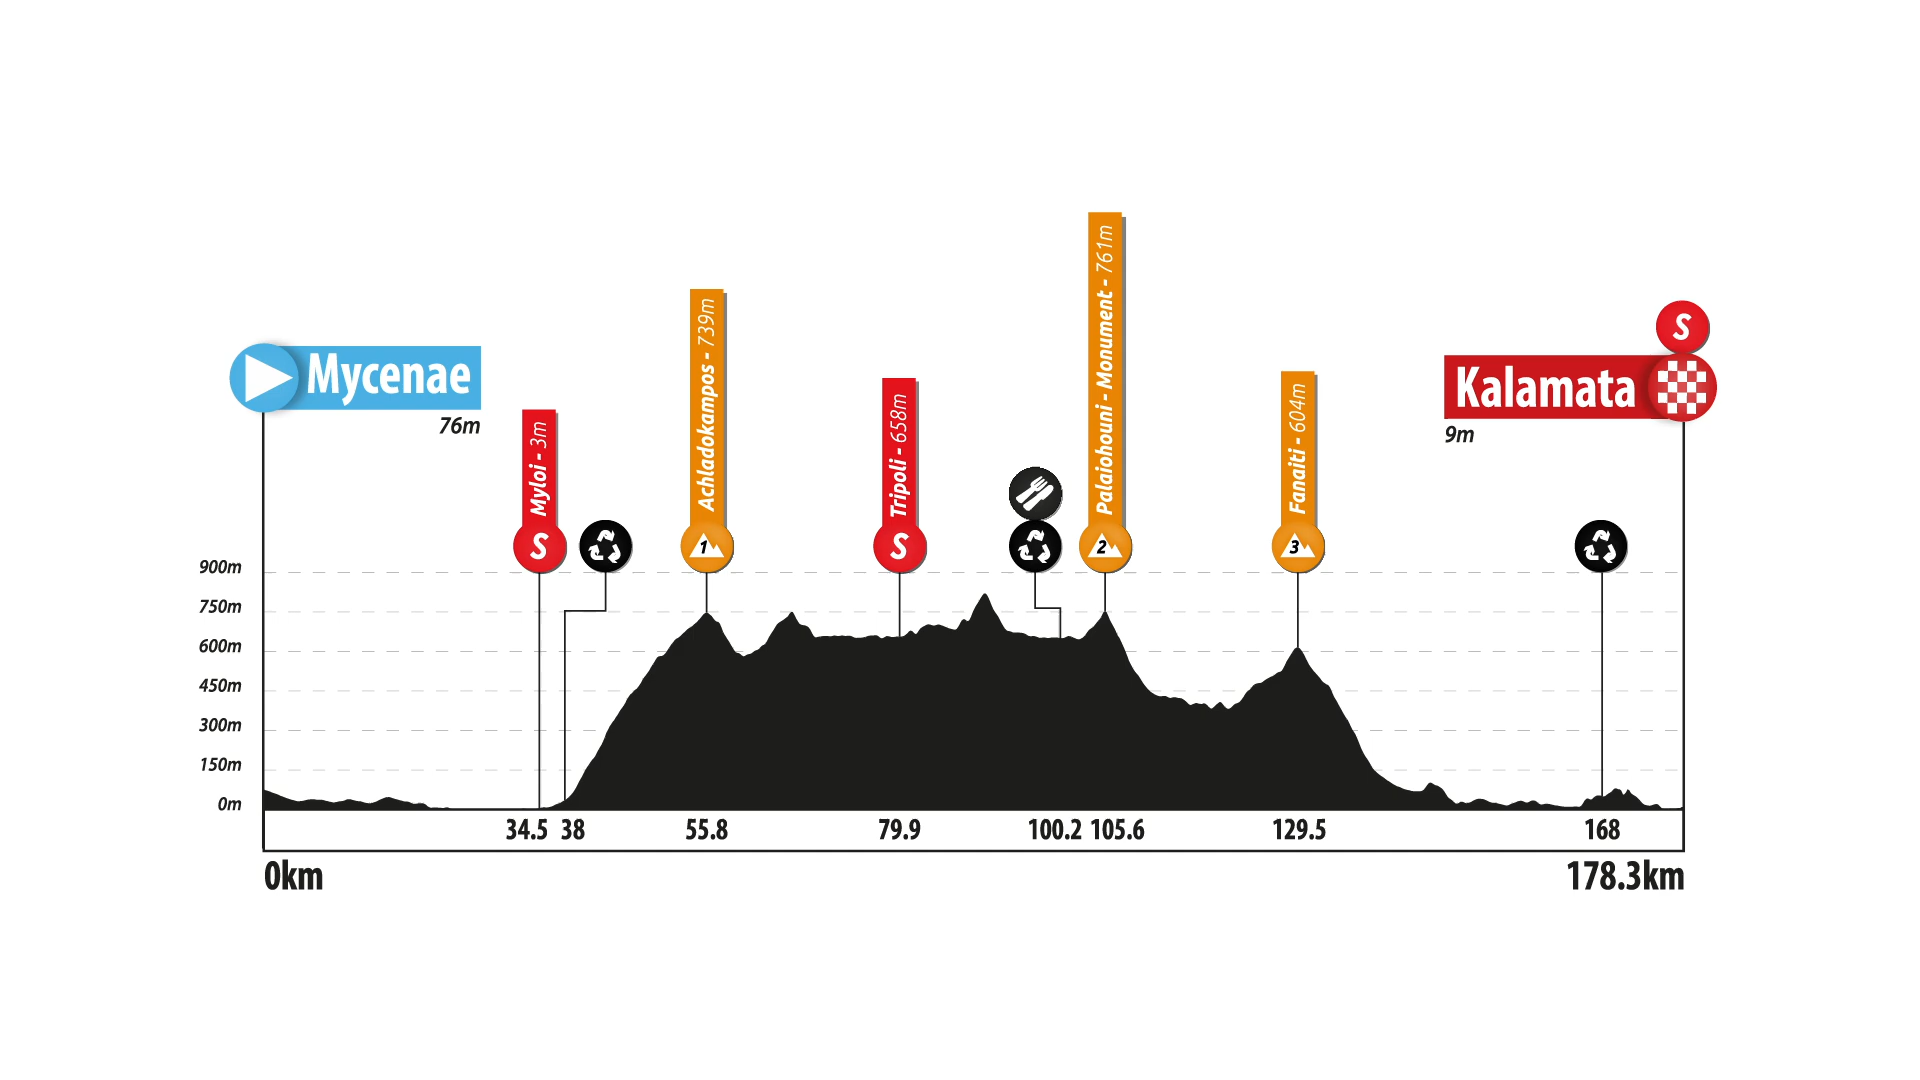 Mycenae
76m
S
Myloi - 3m
1
Achladokampos - 739m
S
Tripoli - 658m
2
Palaiohouni - Monument - 761m
3
Fanaiti - 604m
S
Kalamata
9m
900m
750m
600m
450m
300m
150m
0m
34.5 38 55.8 79.9 100.2 105.6 129.5 168
0km 178.3km